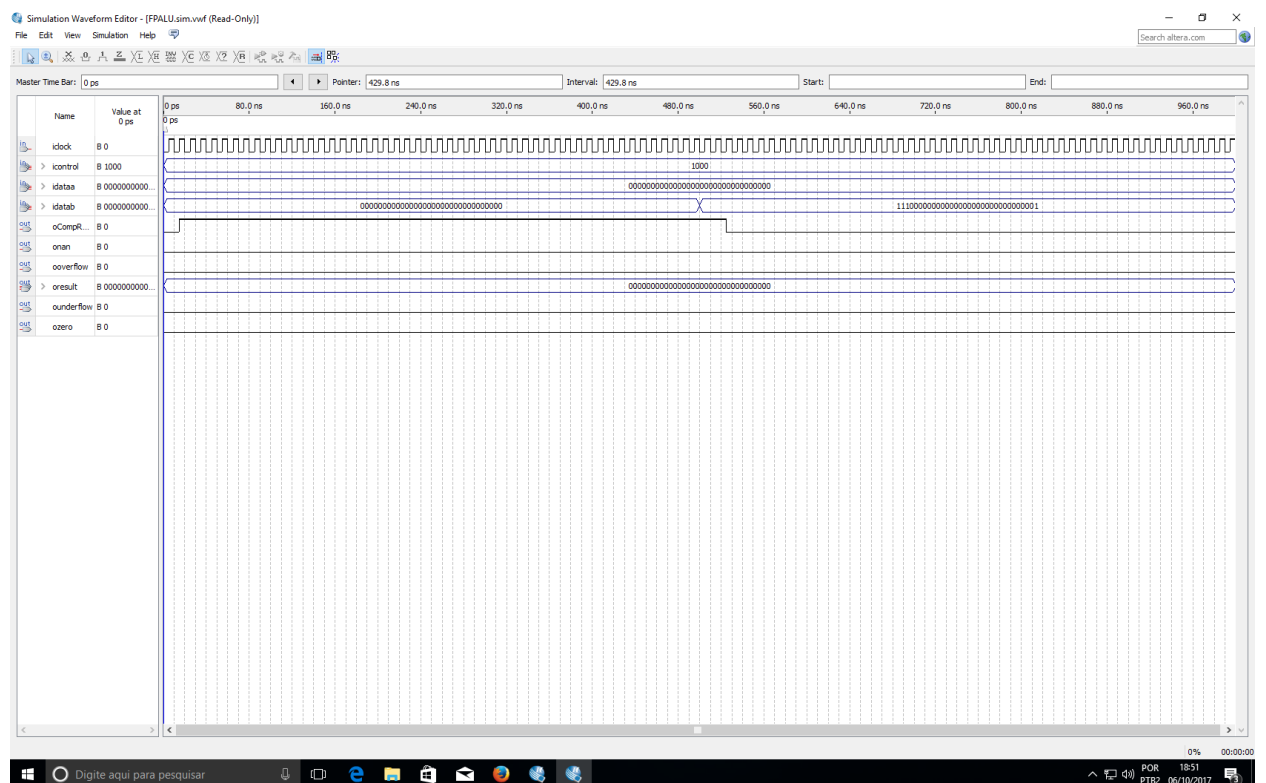 Simulation Waveform Editor - [FPALU.sim.vwf (Read-Only)]
File Edit View Simulation Help
Search altera.com
Master Time Bar: 0 ps Pointer: 429.8 ns Interval: 429.8 ns Start: End:
Name Value at 0 ps
0 ps 80.0 ns 160.0 ns 240.0 ns 320.0 ns 400.0 ns 480.0 ns 560.0 ns 640.0 ns 720.0 ns 800.0 ns 880.0 ns 960.0 ns
0 ps
idock B 0
icontrol B 1000 1000
idataa B 0000000000... 00000000000000000000000000000000
idatab B 0000000000... 00000000000000000000000000000000 11100000000000000000000000000001
oCompR... B 0
onan B 0
ooverflow B 0
oresult B 0000000000... 00000000000000000000000000000000
ounderflow B 0
ozero B 0
0% 00:00:00
Digite aqui para pesquisar
POR 18:51
PTB2 06/10/2017